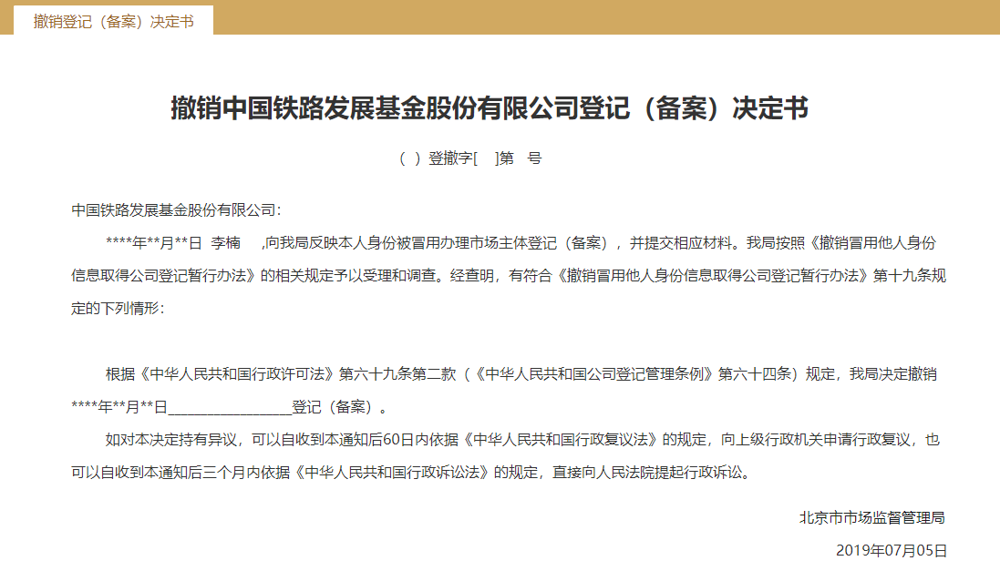 撤销登记（备案）决定书
撤销中国铁路发展基金股份有限公司登记（备案）决定书
（ ）登撤字[  ]第  号
中国铁路发展基金股份有限公司：
****年**月**日 李楠   ,向我局反映本人身份被冒用办理市场主体登记（备案），并提交相应材料。我局按照《撤销冒用他人身份
信息取得公司登记暂行办法》的相关规定予以受理和调查。经查明，有符合《撤销冒用他人身份信息取得公司登记暂行办法》第十九条规
定的下列情形：
根据《中华人民共和国行政许可法》第六十九条第二款（《中华人民共和国公司登记管理条例》第六十四条）规定，我局决定撤销
****年**月**日___________________登记（备案）。
如对本决定持有异议，可以自收到本通知后60日内依据《中华人民共和国行政复议法》的规定，向上级行政机关申请行政复议，也
可以自收到本通知后三个月内依据《中华人民共和国行政诉讼法》的规定，直接向人民法院提起行政诉讼。
北京市市场监督管理局
2019年07月05日